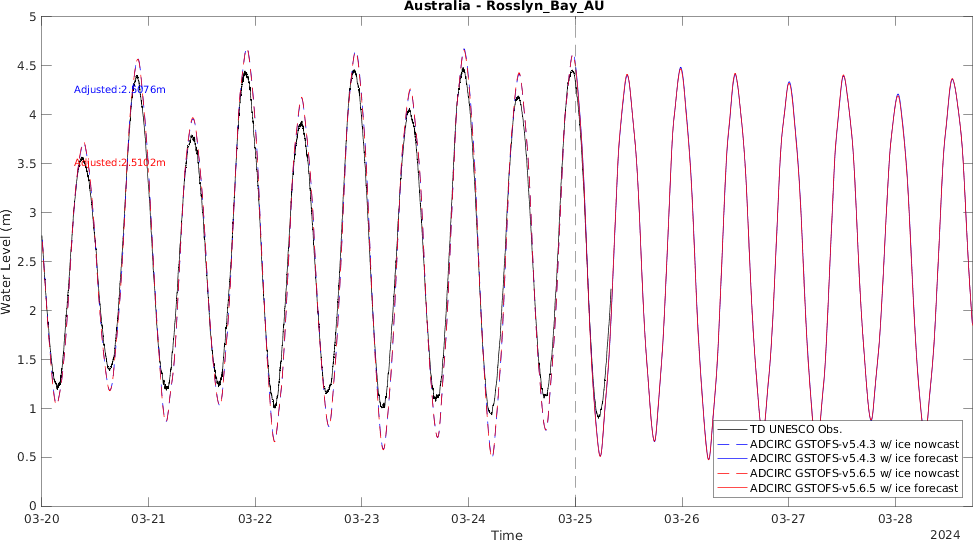 Australia - Rosslyn_Bay_AU
5
4.5
4
3.5
3
2.5
2
1.5
1
0.5
0
Water Level (m)
Adjusted:2.5076m
Adjusted:2.5102m
TD UNESCO Obs.
ADCIRC GSTOFS-v5.4.3 w/ ice nowcast
ADCIRC GSTOFS-v5.4.3 w/ ice forecast
ADCIRC GSTOFS-v5.6.5 w/ ice nowcast
ADCIRC GSTOFS-v5.6.5 w/ ice forecast
03-20 03-21 03-22 03-23 03-24 03-25 03-26 03-27 03-28
Time
2024